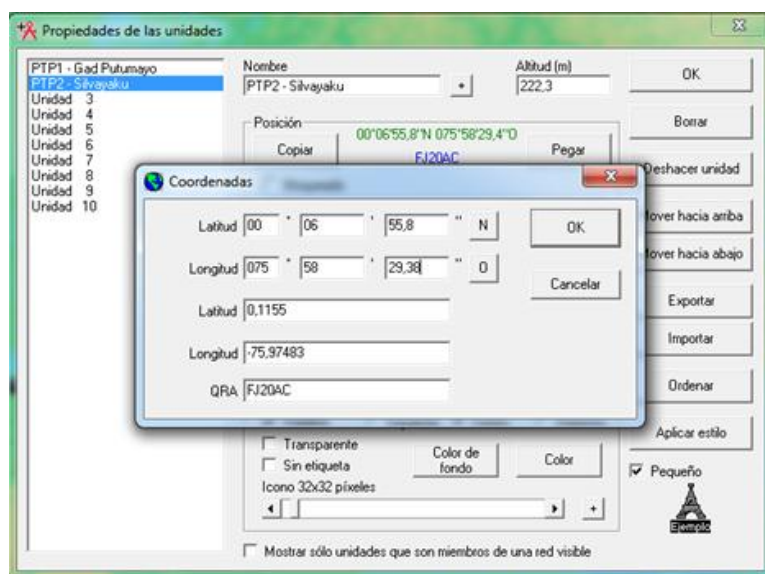 Propiedades de las unidades
PTP1 - Gad Putumayo
PTP2 - Silvayaku
Unidad 3
Unidad 4
Unidad 5
Unidad 6
Unidad 7
Unidad 8
Unidad 9
Unidad 10
Nombre
PTP2 - Silvayaku
+
Altitud (m)
222,3
Posición
00°06'55,8"N 075°58'29,4"O
FJ20AC
Copiar
Pegar
OK
Borrar
Deshacer unidad
Mover hacia arriba
Mover hacia abajo
Exportar
Importar
Ordenar
Aplicar estilo
Pequeño
Ejemplo
Coordenadas
Latitud 00 ° 06 ' 55,8 " N
Longitud 075 ° 58 ' 29,38 " O
Latitud 0,1155
Longitud -75,97483
QRA FJ20AC
OK
Cancelar
Transparente
Sin etiqueta
Color de fondo
Color
Icono 32x32 píxeles
+
Mostrar sólo unidades que son miembros de una red visible